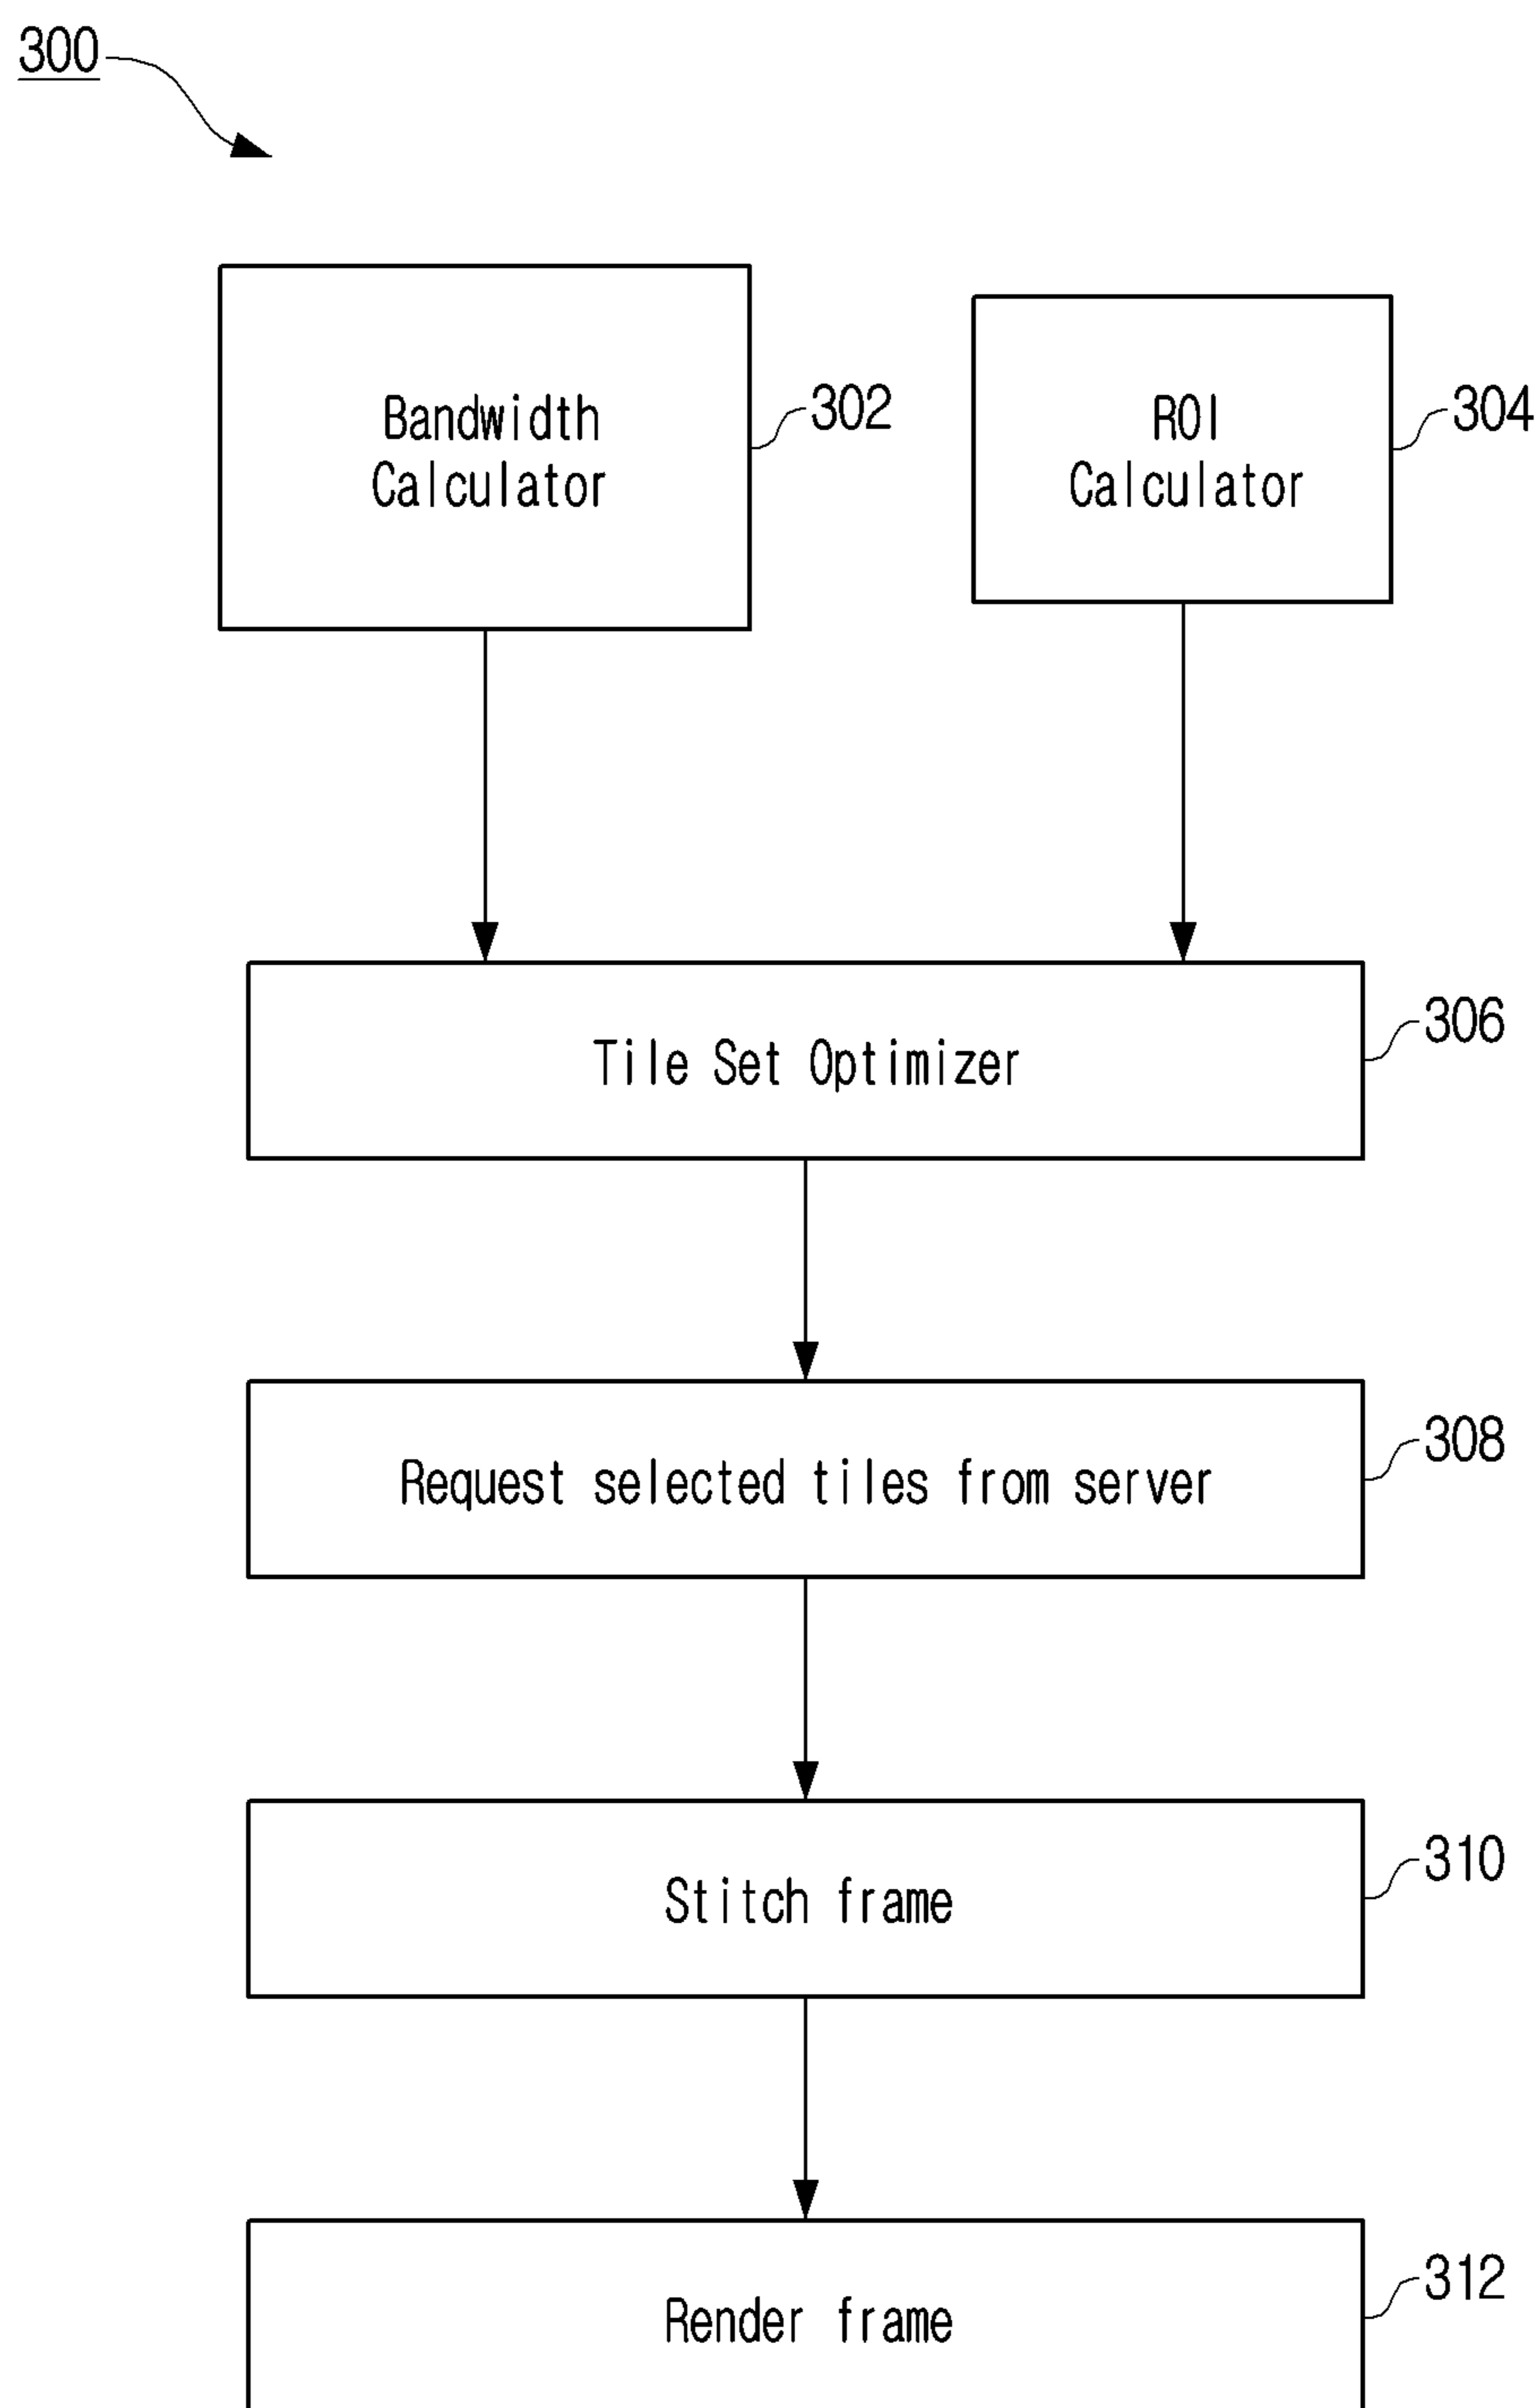 300
Bandwidth
Calculator
302
ROI
Calculator
304
Tile Set Optimizer
306
Request selected tiles from server
308
Stitch frame
310
Render frame
312